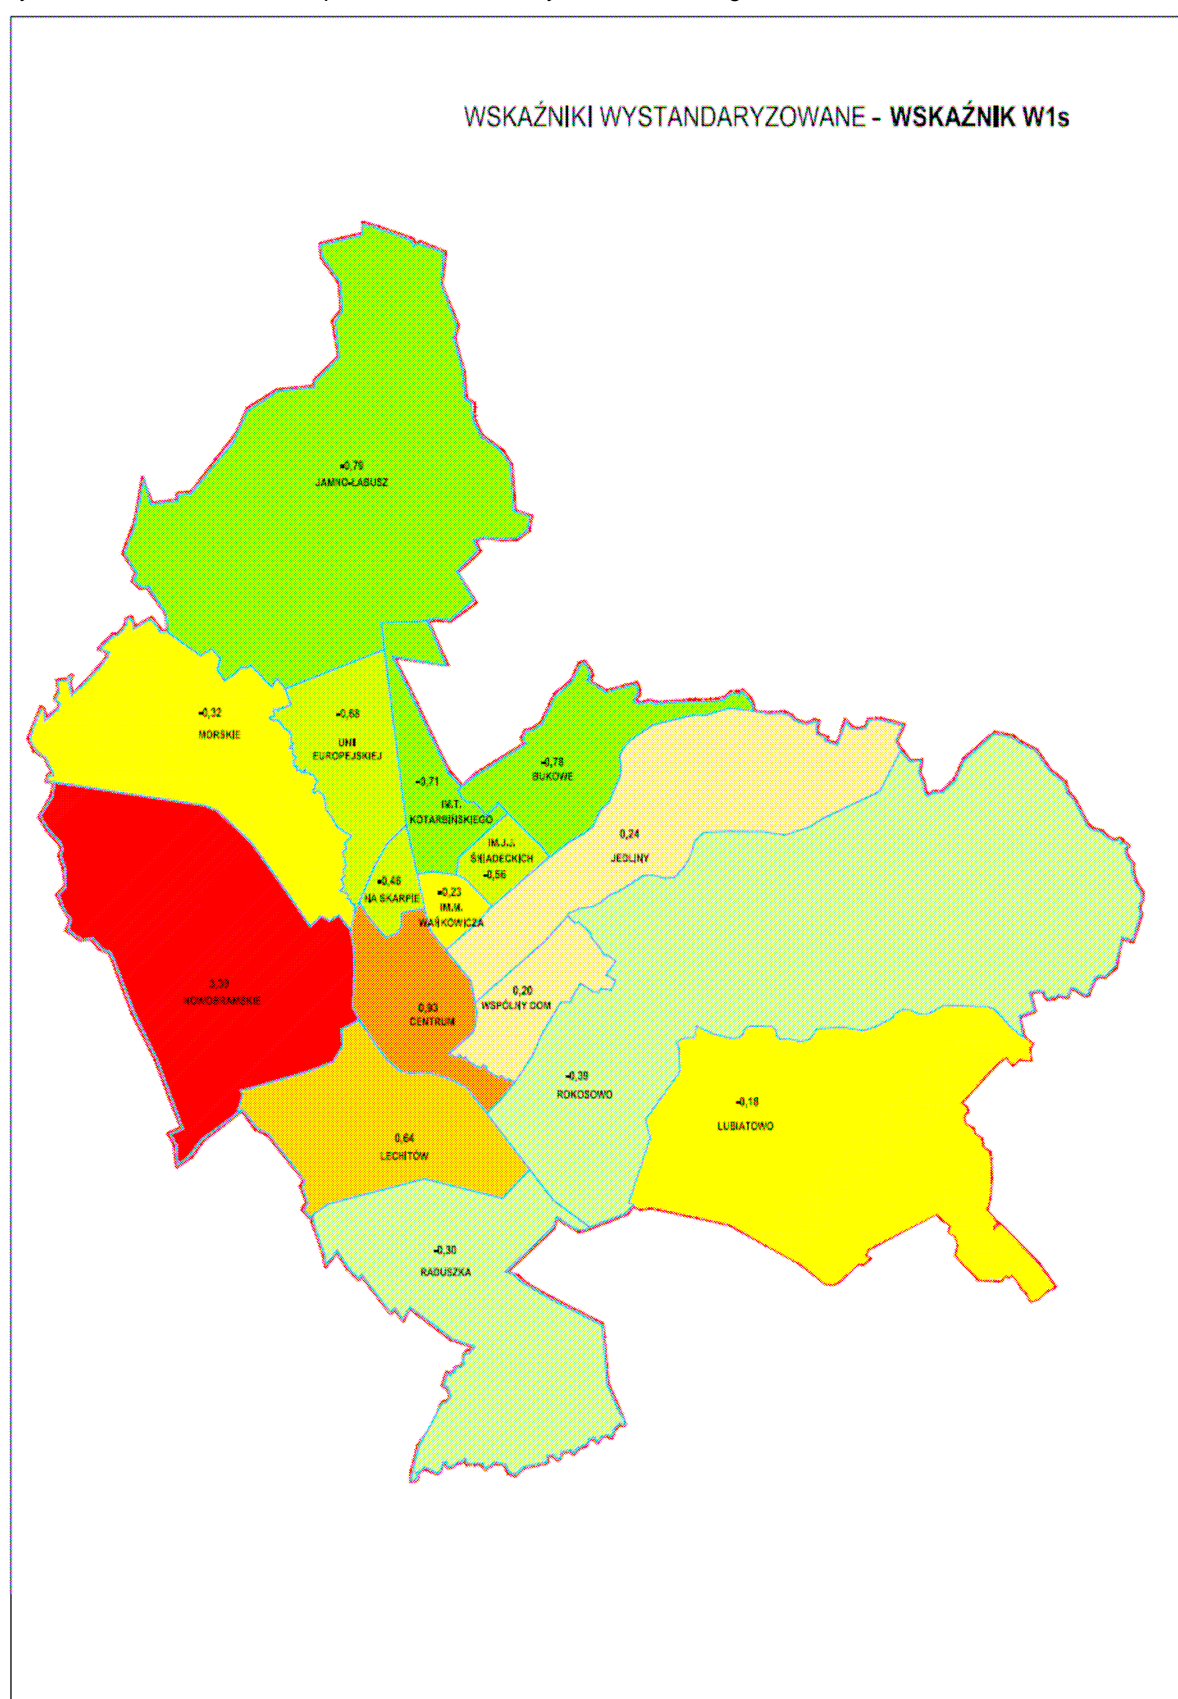 WSKAŹNIKI WYSTANDARYZOWANE - WSKAŹNIK W1s
-0,79
JAMNO-ŁABUSZ
-0,32
MORSKIE
-0,68
UNII
EUROPEJSKIEJ
-0,71
IM.T.
KOTARBIŃSKIEGO
-0,78
BUKOWE
IM.J.J.
ŚNIADECKICH
-0,56
0,24
JEDLINY
-0,46
NA SKARPIE
-0,23
IM.M.
WAŃKOWICZA
NOWOBRAMSKIE
0,93
CENTRUM
0,20
WSPÓLNY DOM
-0,39
ROKOSOWO
-0,18
LUBIATOWO
0,64
LECHITÓW
-0,30
RADUSZKA